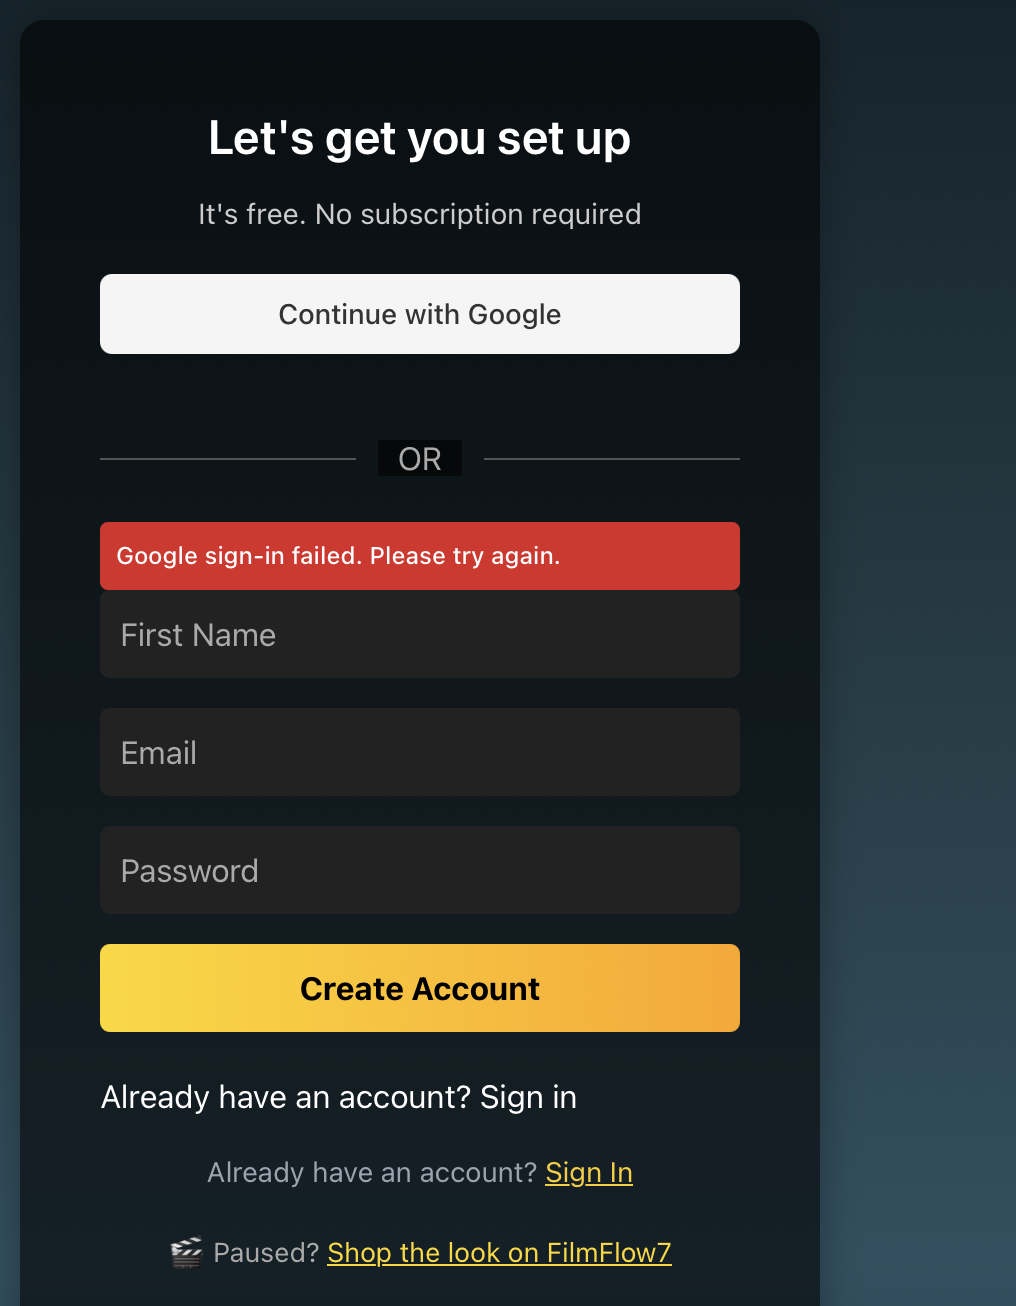 Let's get you set up
It's free. No subscription required
Continue with Google
OR
Google sign-in failed. Please try again.
First Name
Email
Password
Create Account
Already have an account? Sign in
Already have an account? Sign In
🎬 Paused? Shop the look on FilmFlow7